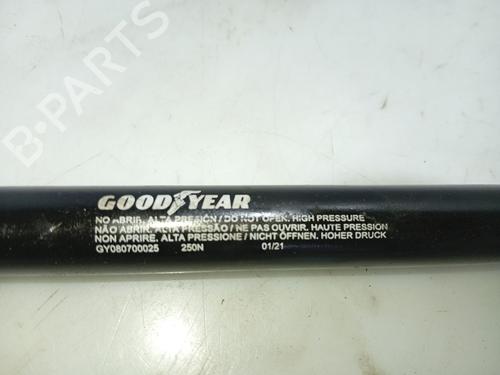 B-PARTS
GOODYEAR
NO ABRIR. ALTA PRESIÓN / DO NOT OPEN. HIGH PRESSURE
NÃO ABRIR. ALTA PRESSÃO / NE PAS OUVRIR. HAUTE PRESSION
NON APRIRE. ALTA PRESSIONE / NICHT ÖFFNEN. HOHER DRUCK
GY080700025 250N 01/21